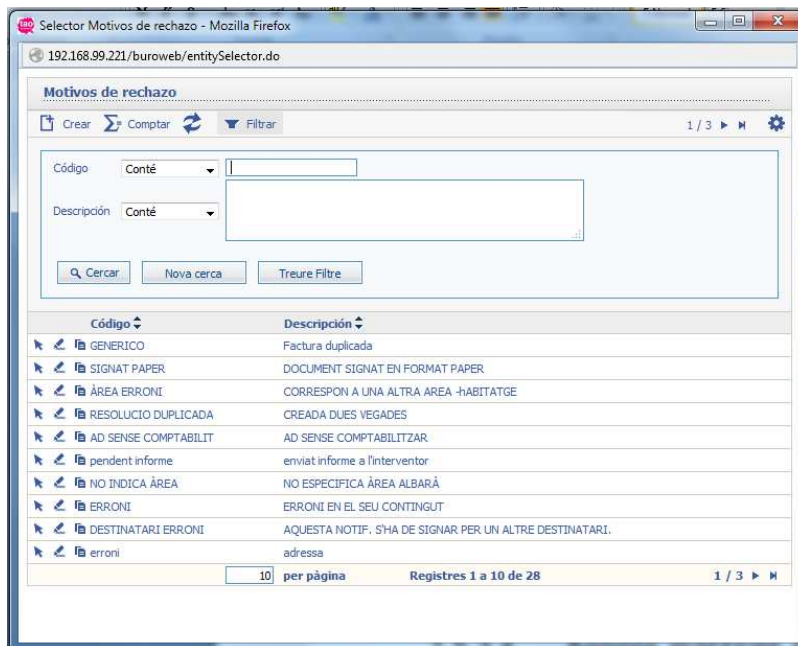 tao Selector Motivos de rechazo - Mozilla Firefox
192.168.99.221/buroweb/entitySelector.do
Motivos de rechazo
Crear Comptar Filtrar 1 / 3
Código Conté
Descripción Conté
Cercar Nova cerca Treure Filtre
Código Descripción
GENERICO Factura duplicada
SIGNAT PAPER DOCUMENT SIGNAT EN FORMAT PAPER
ÀREA ERRONI CORRESPON A UNA ALTRA AREA -hABITATGE
RESOLUCIO DUPLICADA CREADA DUES VEGADES
AD SENSE COMPTABILIT AD SENSE COMPTABILITZAR
pendent informe enviat informe a l'interventor
NO INDICA ÀREA NO ESPECIFICA ÀREA ALBARÀ
ERRONI ERRONI EN EL SEU CONTINGUT
DESTINATARI ERRONI AQUESTA NOTIF. S'HA DE SIGNAR PER UN ALTRE DESTINATARI.
erroni adressa
10 per pàgina Registres 1 a 10 de 28 1 / 3